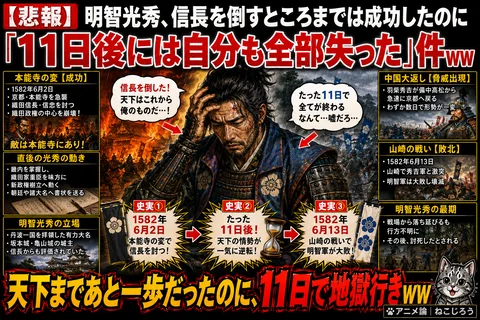 【悲報】明智光秀、信長を倒すところまでは成功したのに
「11日後には自分も全部失った」件ww
本能寺の変【成功】
・1582年6月2日
・京都・本能寺を急襲
・織田信長・信忠を討つ
・織田政権の中心を崩壊!
敵は本能寺にあり!
直後の光秀の動き
・畿内を掌握し、
織田家重臣を味方に
・新政権樹立へ動く
・朝廷や諸大名へ書状を送る
明智光秀の立場
・丹波一国を拝領した有力大名
・坂本城・亀山城の城主
・信長からも評価されていた
信長を倒した!
天下はこれから
俺のものだ…!
たった11日で
全てが終わる
なんて…嘘だろ…
史実①
1582年
6月2日
本能寺の変で
信長を討つ!
史実②
たった
11日後!
天下の情勢が
一気に逆転!
史実③
1582年
6月13日
山崎の戦いで
明智軍が大敗!
中国大返し【脅威出現】
・羽柴秀吉が備中高松から
急速に京都へ戻る
・わずか数日で形勢が一変
山崎の戦い【敗北】
・1582年6月13日
・山崎で秀吉軍と激突
・明智軍は大敗し壊滅
明智光秀の最期
・戦場から落ち延びるも
行方不明に
・その後、討死したとされる
天下まであと一歩だったのに、11日で地獄行きww
アニメ論|ねこじろう